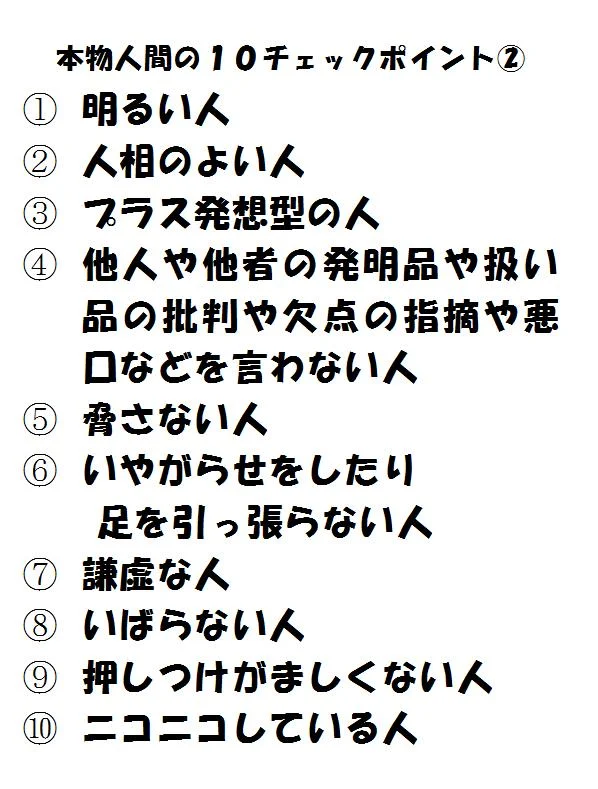 本物人間の１０チェックポイント②
① 明るい人
② 人相のよい人
③ プラス発想型の人
④ 他人や他者の発明品や扱い
品の批判や欠点の指摘や悪
口などを言わない人
⑤ 脅さない人
⑥ いやがらせをしたり
足を引っ張らない人
⑦ 謙虚な人
⑧ いばらない人
⑨ 押しつけがましくない人
⑩ ニコニコしている人